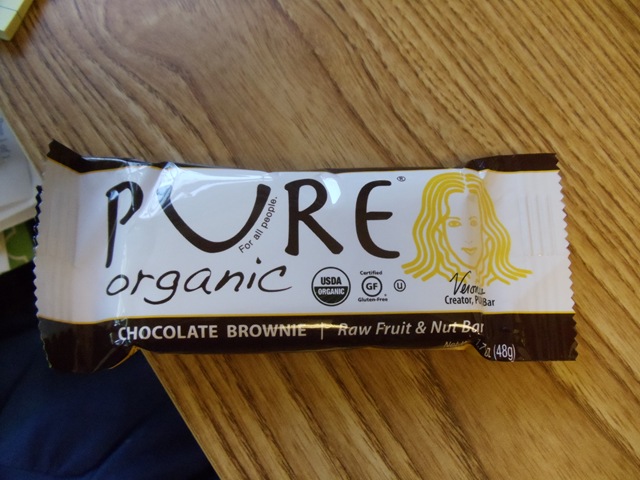 PURE®
For all people.
organic
USDA
ORGANIC
Certified
GF
Gluten-free
U
Creator, Bar
CHOCOLATE BROWNIE | Raw Fruit & Nut Bar
oz. (48g)